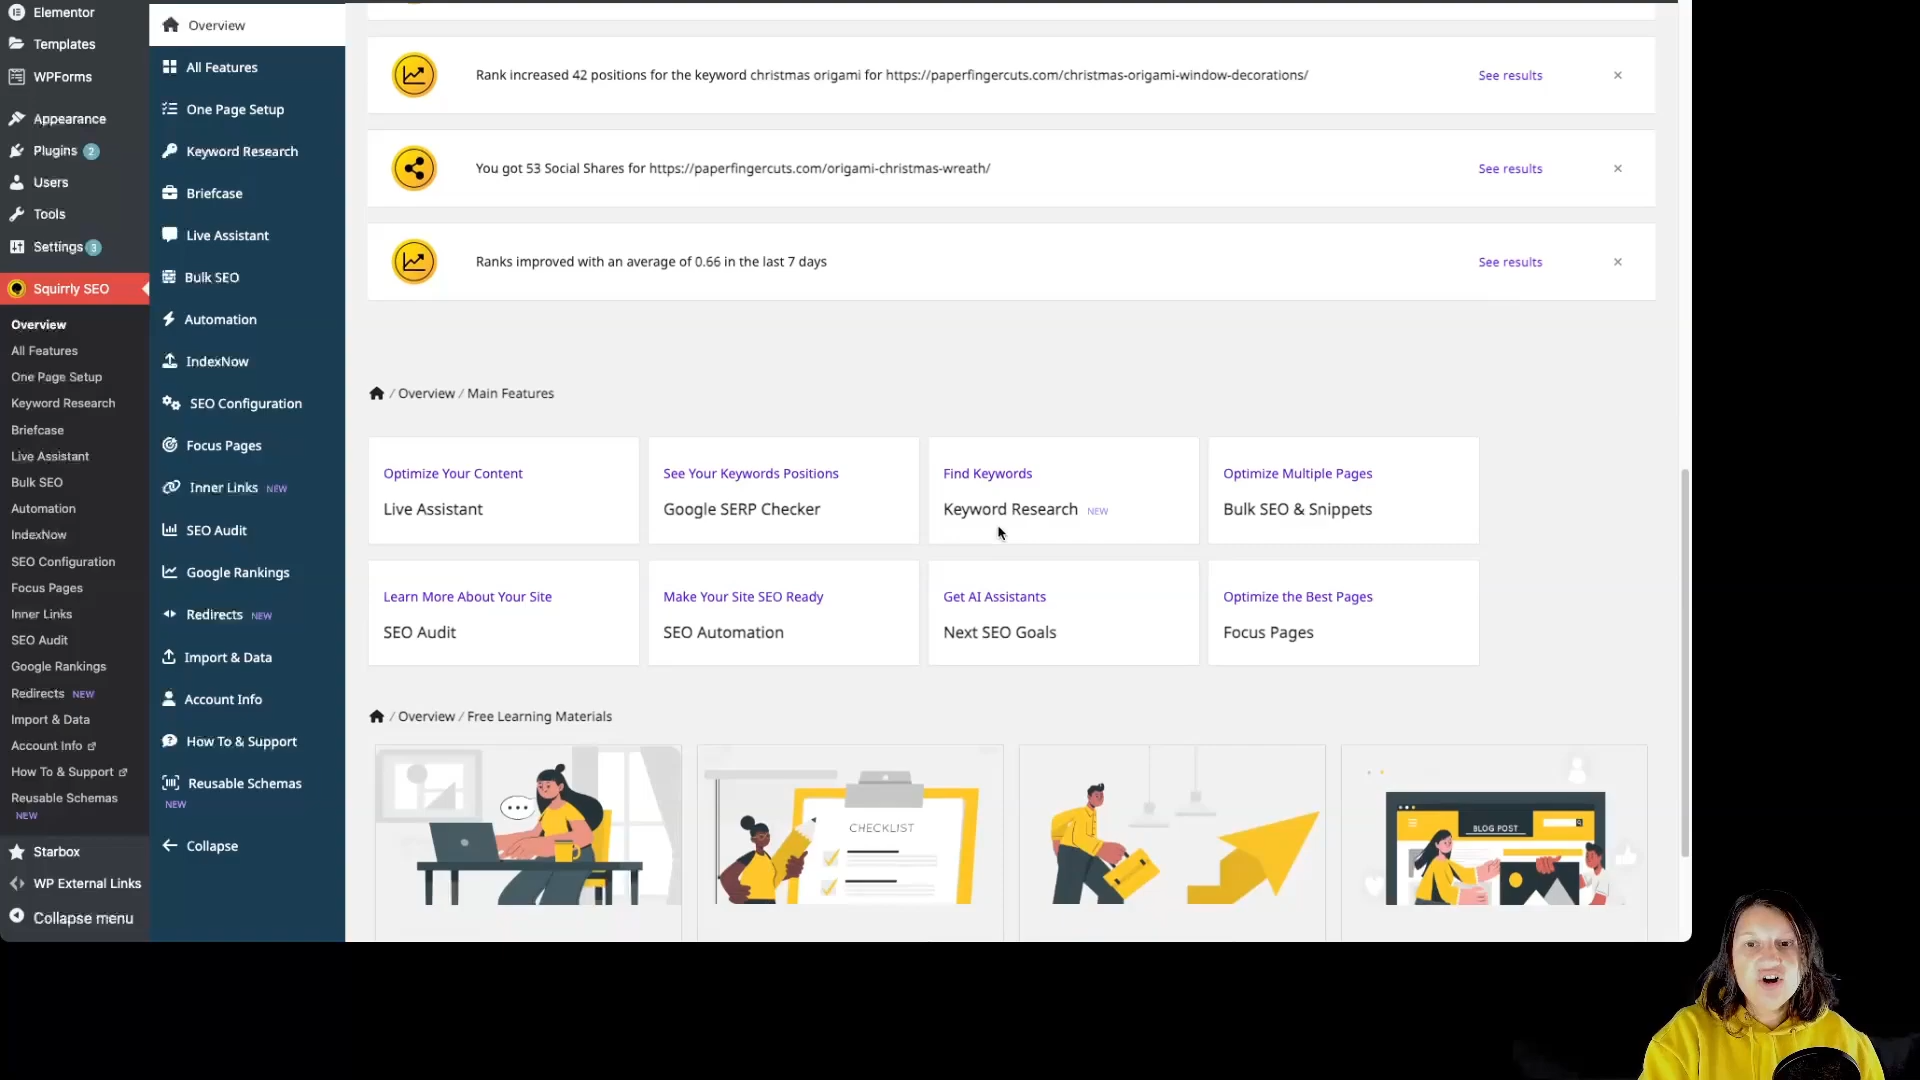 Elementor
Templates
WPForms
Appearance
Plugins 2
Users
Tools
Settings 3
Squirrly SEO
Overview
All Features
One Page Setup
Keyword Research
Briefcase
Live Assistant
Bulk SEO
Automation
IndexNow
SEO Configuration
Focus Pages
Inner Links
SEO Audit
Google Rankings
Redirects NEW
Import & Data
Account Info
How To & Support
Reusable Schemas
NEW
Starbox
WP External Links
Collapse menu
Overview
All Features
One Page Setup
Keyword Research
Briefcase
Live Assistant
Bulk SEO
Automation
IndexNow
SEO Configuration
Focus Pages
Inner Links NEW
SEO Audit
Google Rankings
Redirects NEW
Import & Data
Account Info
How To & Support
Reusable Schemas
NEW
Collapse
Rank increased 42 positions for the keyword christmas origami for https://paperfingercuts.com/christmas-origami-window-decorations/ See results ×
You got 53 Social Shares for https://paperfingercuts.com/origami-christmas-wreath/ See results ×
Ranks improved with an average of 0.66 in the last 7 days See results ×
/ Overview / Main Features
Optimize Your Content
Live Assistant
See Your Keywords Positions
Google SERP Checker
Find Keywords
Keyword Research NEW
Optimize Multiple Pages
Bulk SEO & Snippets
Learn More About Your Site
SEO Audit
Make Your Site SEO Ready
SEO Automation
Get AI Assistants
Next SEO Goals
Optimize the Best Pages
Focus Pages
/ Overview / Free Learning Materials
CHECKLIST
BLOG POST